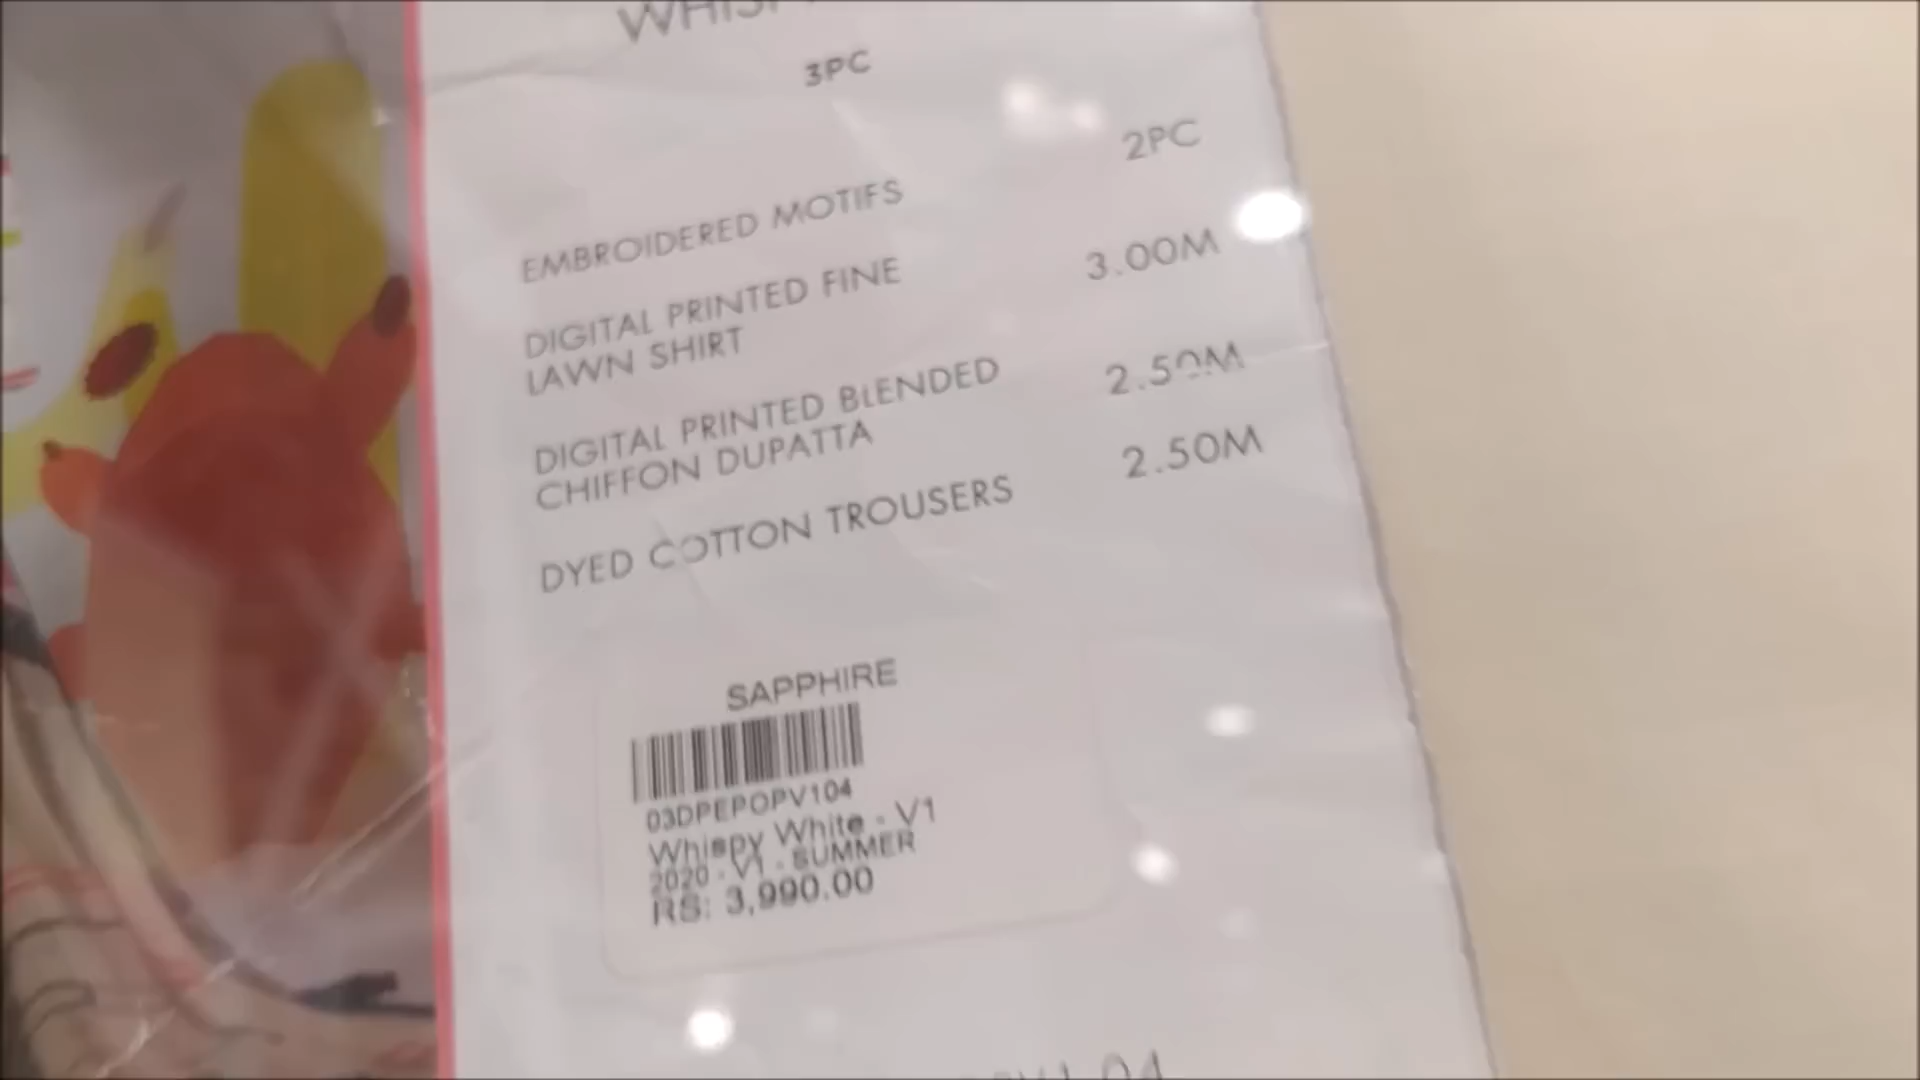 3PC
EMBROIDERED MOTIFS 2PC
DIGITAL PRINTED FINE 3.00M
LAWN SHIRT
DIGITAL PRINTED BLENDED 2.50M
CHIFFON DUPATTA
DYED COTTON TROUSERS 2.50M
SAPPHIRE
03DPEPOPV104
Whispy White - V1
2020 - V1 - SUMMER
RS: 3,990.00